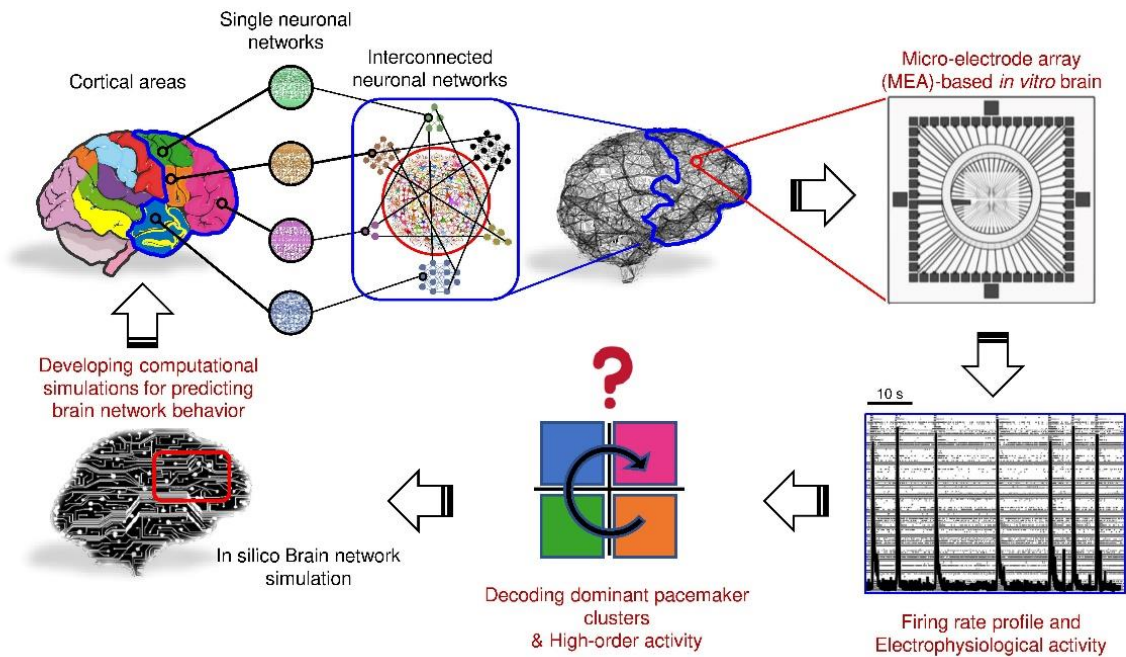 Single neuronal
networks
Cortical areas
Interconnected
neuronal networks
Micro-electrode array
(MEA)-based in vitro brain
Developing computational
simulations for predicting
brain network behavior
?
10 s
In silico Brain network
simulation
Decoding dominant pacemaker
clusters
& High-order activity
Firing rate profile and
Electrophysiological activity